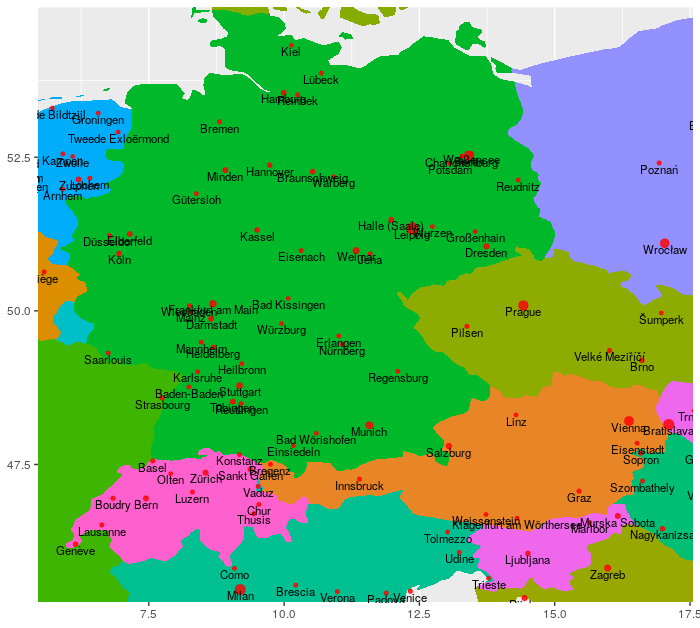 Kiel
Lübeck
Hamburg
Reinbek
de Bildtzijl
Groningen
Bremen
Tweede Exloërmond
52.5
Kampen
Zwolle
Weißensee
Charlottenburg
Potsdam
Poznań
Minden
Hannover
Braunschweig
Warberg
Reudnitz
Zutphen
Lochem
Arnhem
Gütersloh
Halle (Saale)
Leipzig
Wurzen
Großenhain
Düsseldorf
Elberfeld
Kassel
Wrocław
Köln
Eisenach
Weimar
Jena
Dresden
iège
Bad Kissingen
50.0
Frankfurt am Main
Wiesbaden
Mainz
Darmstadt
Prague
Šumperk
Würzburg
Pilsen
Erlangen
Nürnberg
Mannheim
Heidelberg
Saarlouis
Velké Meziříčí
Brno
Heilbronn
Karlsruhe
Regensburg
Baden-Baden
Stuttgart
Strasbourg
Tübingen
Reutlingen
Trn
Linz
Vienna
Bratislava
Munich
Bad Wörishofen
Einsiedeln
Salzburg
Eisenstadt
Sopron
47.5
Basel
Konstanz
Bregenz
Olten
Zürich
Sankt Gallen
Innsbruck
Szombathely
Vaduz
Luzern
Graz
Boudry
Bern
Chur
Thusis
Weissenstein
Klagenfurt am Wörthersee
Murska Sobota
Maribor
Lausanne
Tolmezzo
Nagykanizsa
Genève
Udine
Ljubljana
Como
Trieste
Zagreb
Milan
Brescia
Verona
Padova
Venice
7.5
10.0
12.5
15.0
17.5